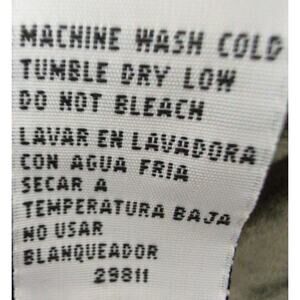 MACHINE WASH COLD
TUMBLE DRY LOW
DO NOT BLEACH
LAVAR EN LAVADORA
CON AGUA FRIA
SECAR A
TEMPERATURA BAJA
NO USAR
BLANQUEADOR
29811